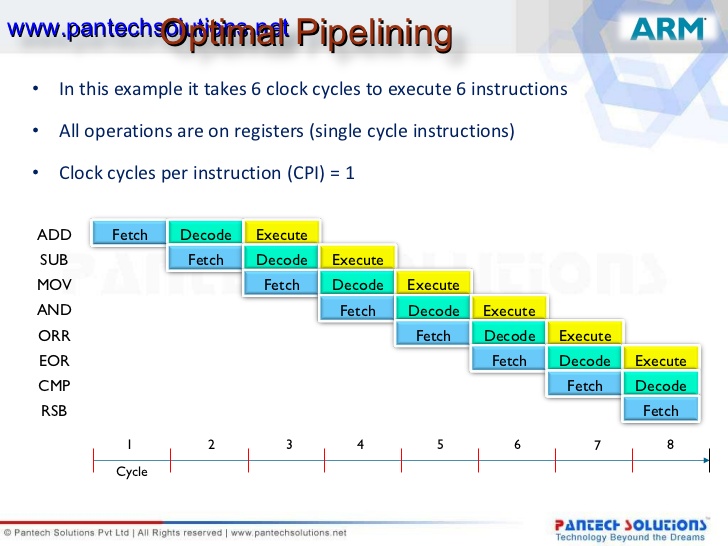 www.pantechsolutions.net
Optimal Pipelining
ARM
• In this example it takes 6 clock cycles to execute 6 instructions
• All operations are on registers (single cycle instructions)
• Clock cycles per instruction (CPI) = 1
ADD Fetch Decode Execute
SUB Fetch Decode Execute
MOV Fetch Decode Execute
AND Fetch Decode Execute
ORR Fetch Decode Execute
EOR Fetch Decode Execute
CMP Fetch Decode
RSB Fetch
PANTECH SOLUTIONS
1 2 3 4 5 6 7 8
Cycle
© Pantech Solutions Pvt Ltd | All rights reserved | www.pantechsolutions.net
PANTECH SOLUTIONS
Technology Beyond the Dreams